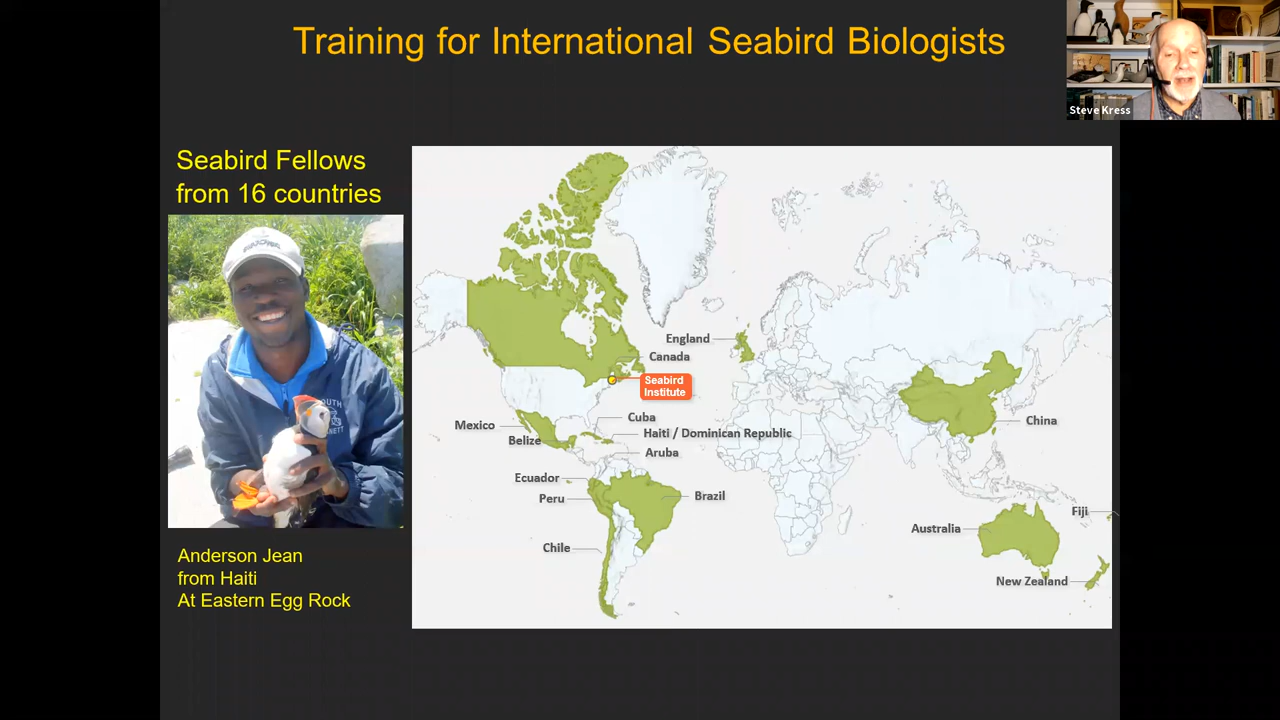 Training for International Seabird Biologists
Steve Kress
Seabird Fellows
from 16 countries
England
Canada
Seabird
Institute
Mexico
Cuba
Belize
Haiti / Dominican Republic
Aruba
China
Ecuador
Peru
Brazil
Fiji
Australia
Chile
New Zealand
Anderson Jean
from Haiti
At Eastern Egg Rock